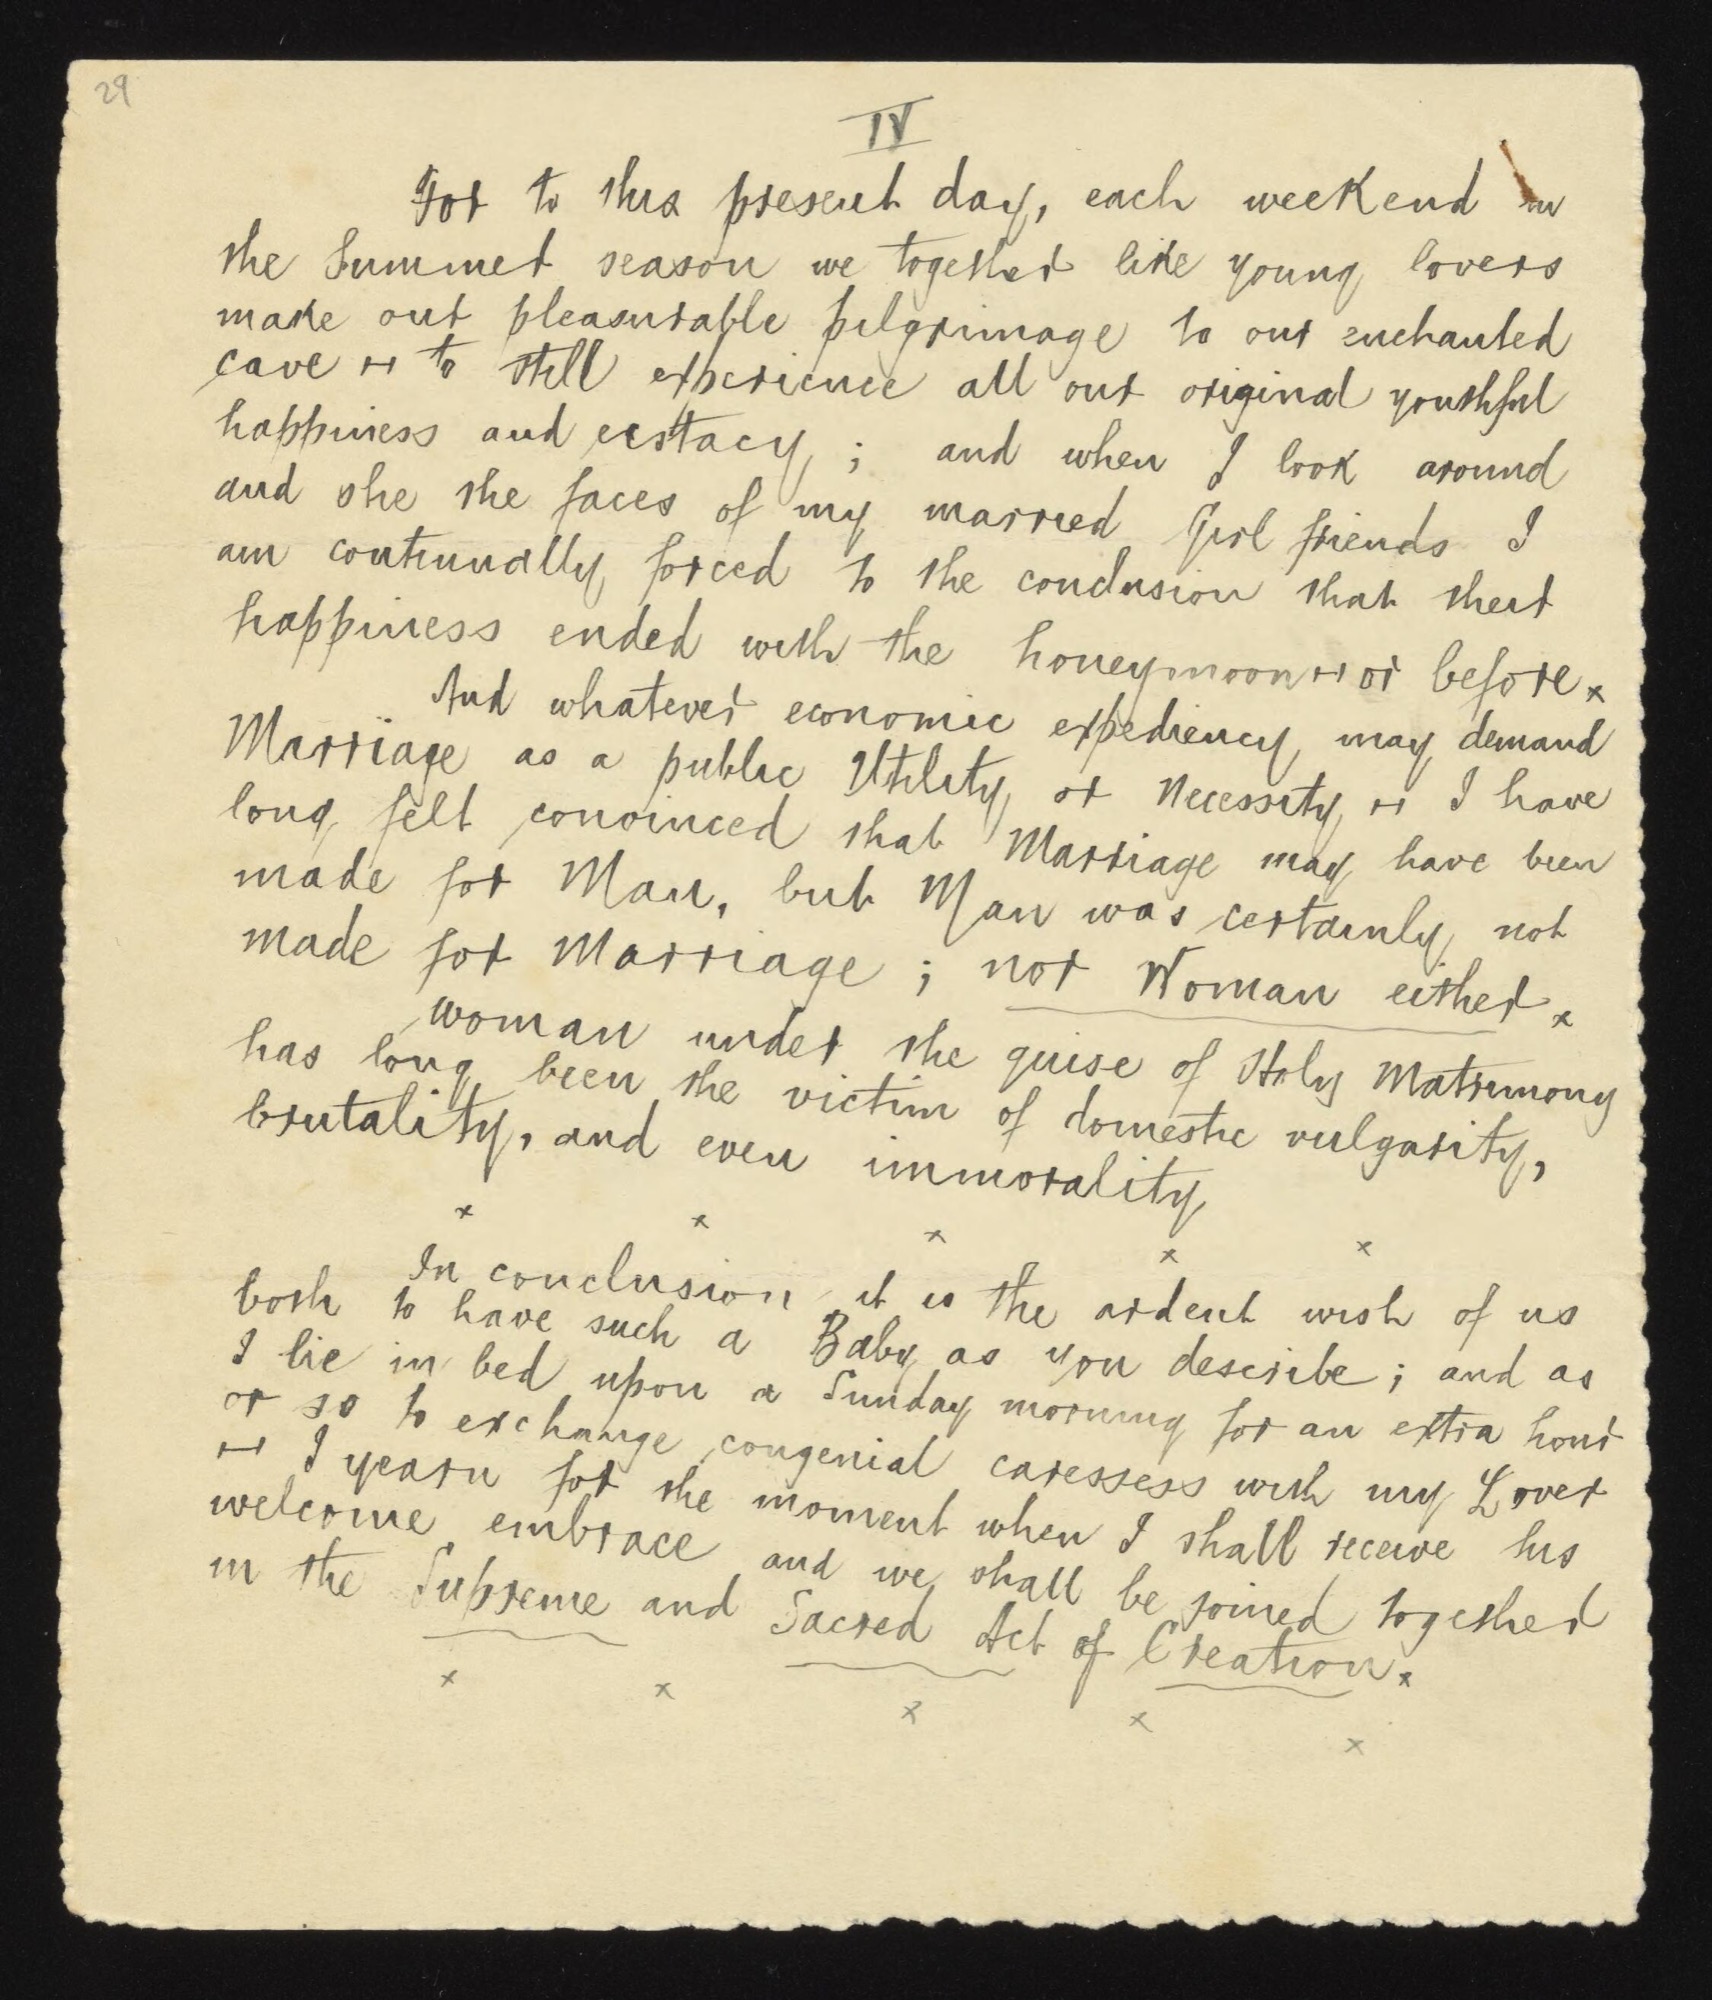 29
IV
For to this present day, each weekend in
the Summer season we together like young lovers
make our pleasurable pilgrimage to our enchanted
cave -- to still experience all our original youthful
happiness and ecstacy ; and when I look around
and she the faces of my married Girl friends I
am continually forced to the conclusion that their
happiness ended with the honeymoon -- or before x
And whatever economic expediency may demand
Marriage as a public Utility or Necessity -- I have
long felt convinced that Marriage may have been
made for Man, but Man was certainly not
made for Marriage ; nor Woman either x
Woman under the guise of Holy Matrimony
has long been the victim of domestic vulgarity,
brutality, and even immorality
x x x x x
In conclusion it is the ardent wish of us
both to have such a Baby as you describe ; and as
I lie in bed upon a Sunday morning for an extra hour
or so to exchange congenial caressess with my Lover
-- I yearn for the moment when I shall receive his
welcome embrace and we shall be joined together
in the Supreme and Sacred Act of Creation x
x x x x x